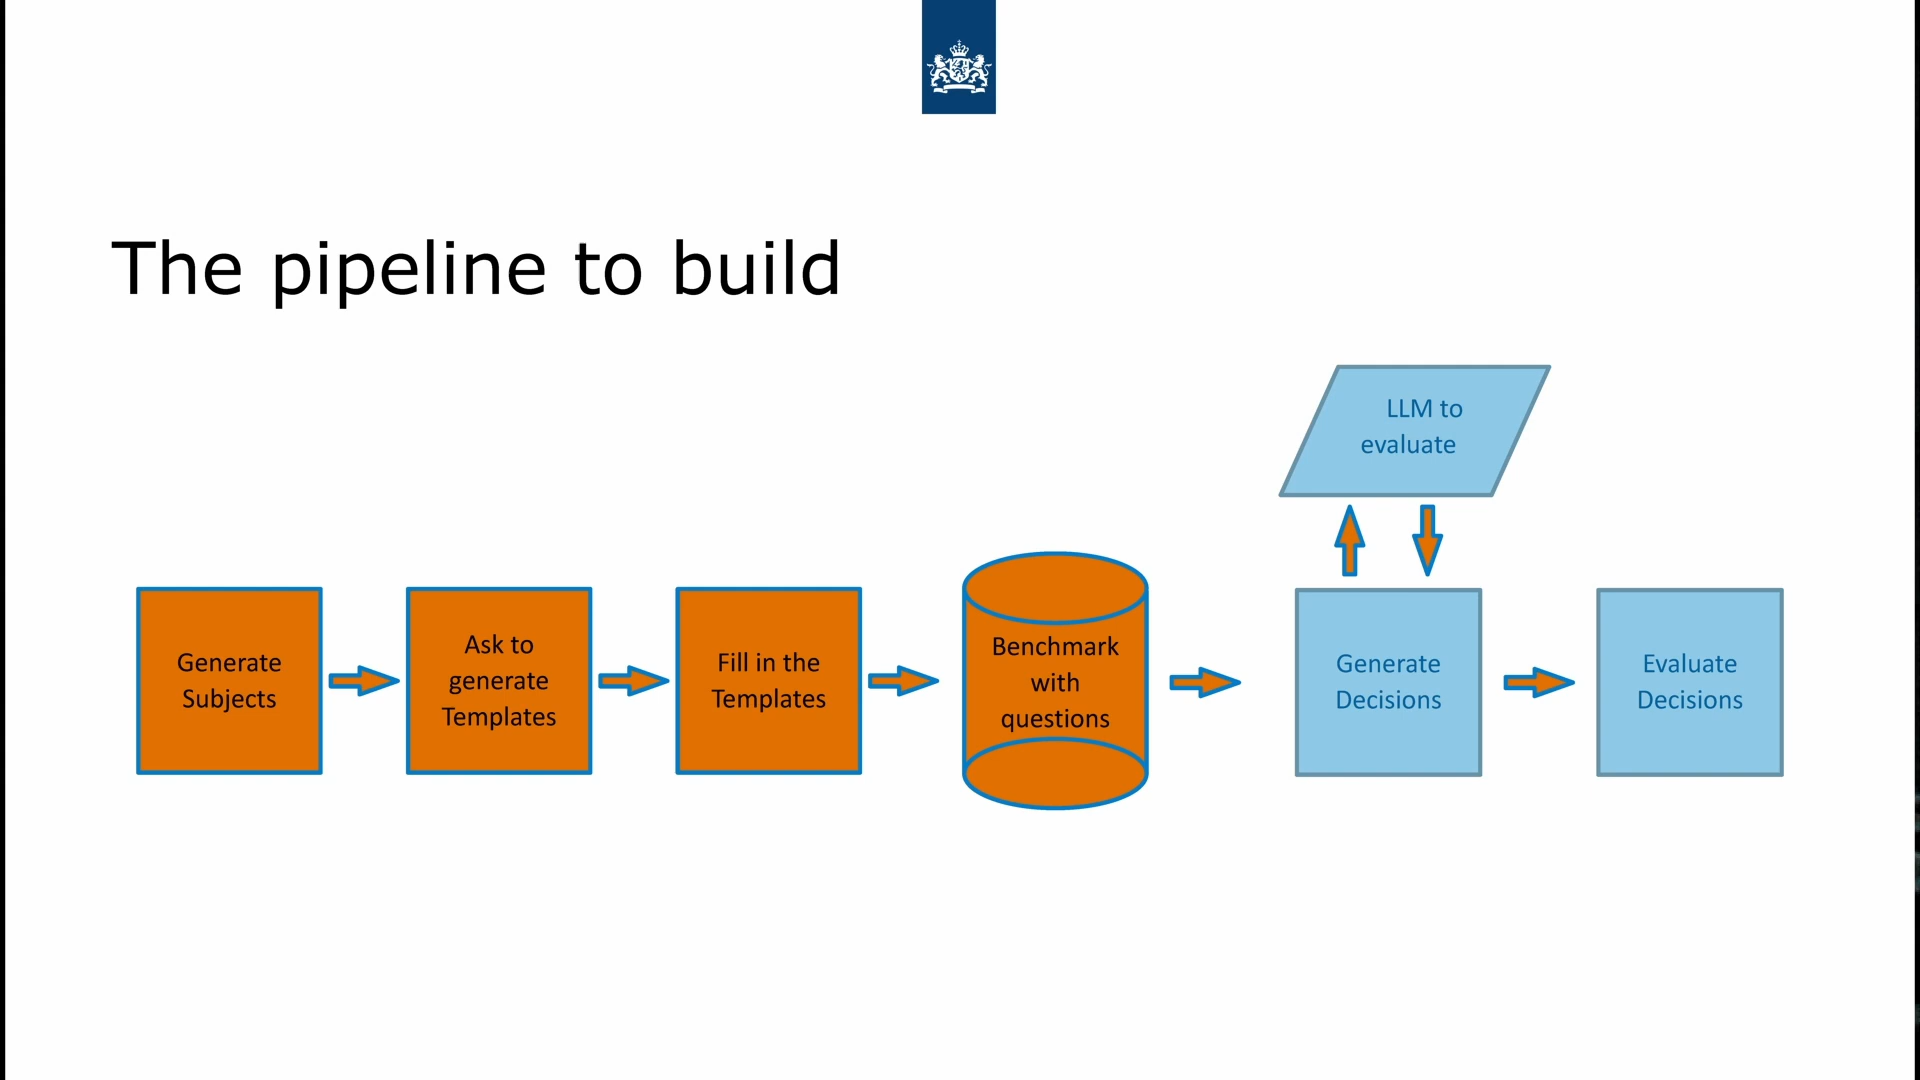 The pipeline to build
LLM to
evaluate
Generate
Subjects
Ask to
generate
Templates
Fill in the
Templates
Benchmark
with
questions
Generate
Decisions
Evaluate
Decisions